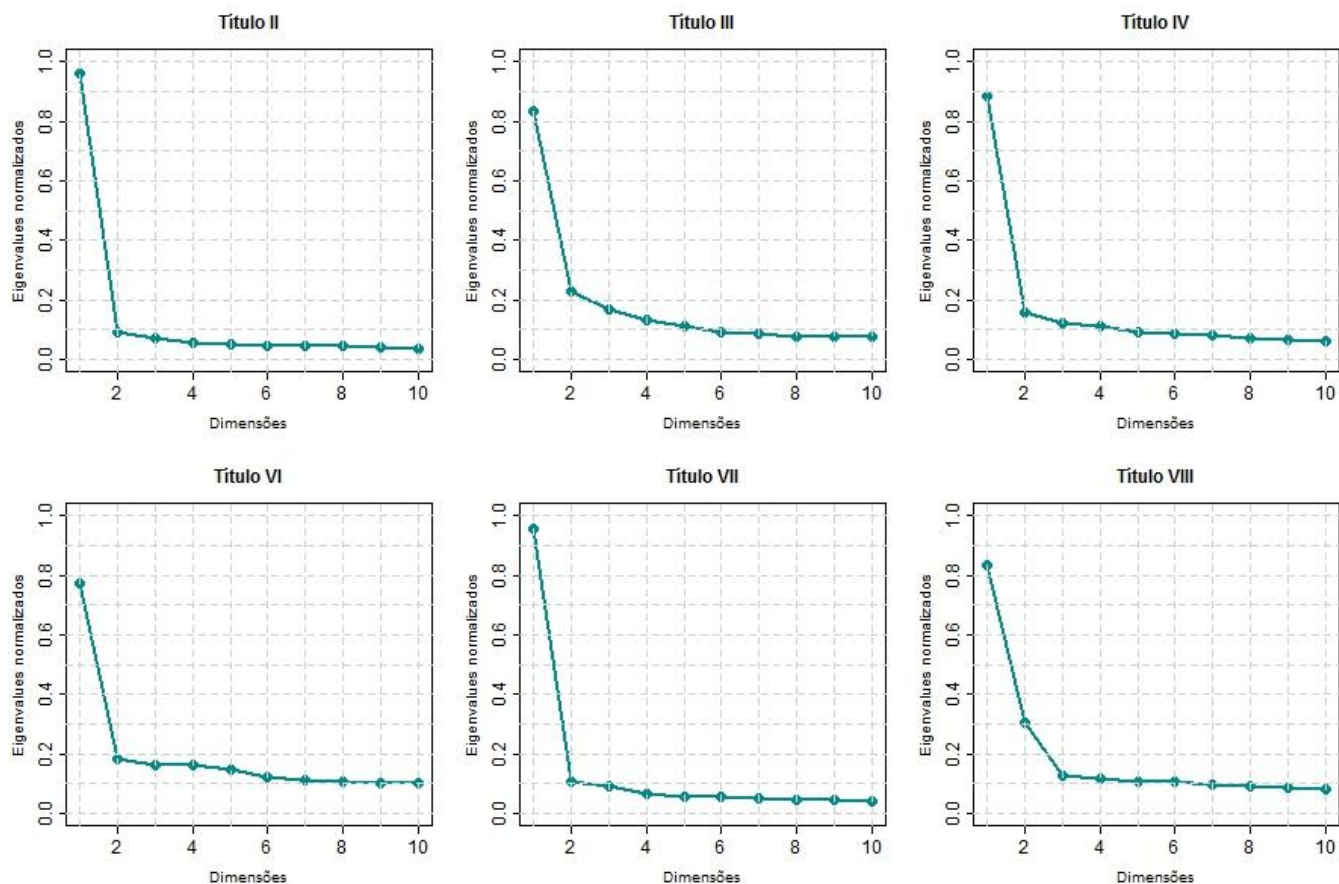 Título II
Eigenvalues normalizados
0.0 0.2 0.4 0.6 0.8 1.0
2 4 6 8 10
Dimensões
Título III
Eigenvalues normalizados
0.0 0.2 0.4 0.6 0.8 1.0
2 4 6 8 10
Dimensões
Título IV
Eigenvalues normalizados
0.0 0.2 0.4 0.6 0.8 1.0
2 4 6 8 10
Dimensões
Título VI
Eigenvalues normalizados
0.0 0.2 0.4 0.6 0.8 1.0
2 4 6 8 10
Dimensões
Título VII
Eigenvalues normalizados
0.0 0.2 0.4 0.6 0.8 1.0
2 4 6 8 10
Dimensões
Título VIII
Eigenvalues normalizados
0.0 0.2 0.4 0.6 0.8 1.0
2 4 6 8 10
Dimensões